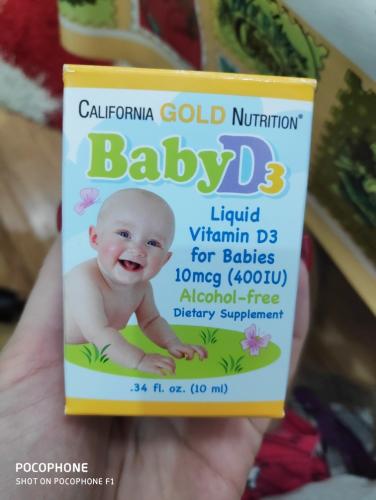 CALIFORNIA GOLD NUTRITION®
BabyD3
Liquid
Vitamin D3
for Babies
10mcg (400IU)
Alcohol-free
Dietary Supplement
.34 fl. oz. (10 ml)
POCOPHONE
SHOT ON POCOPHONE F1